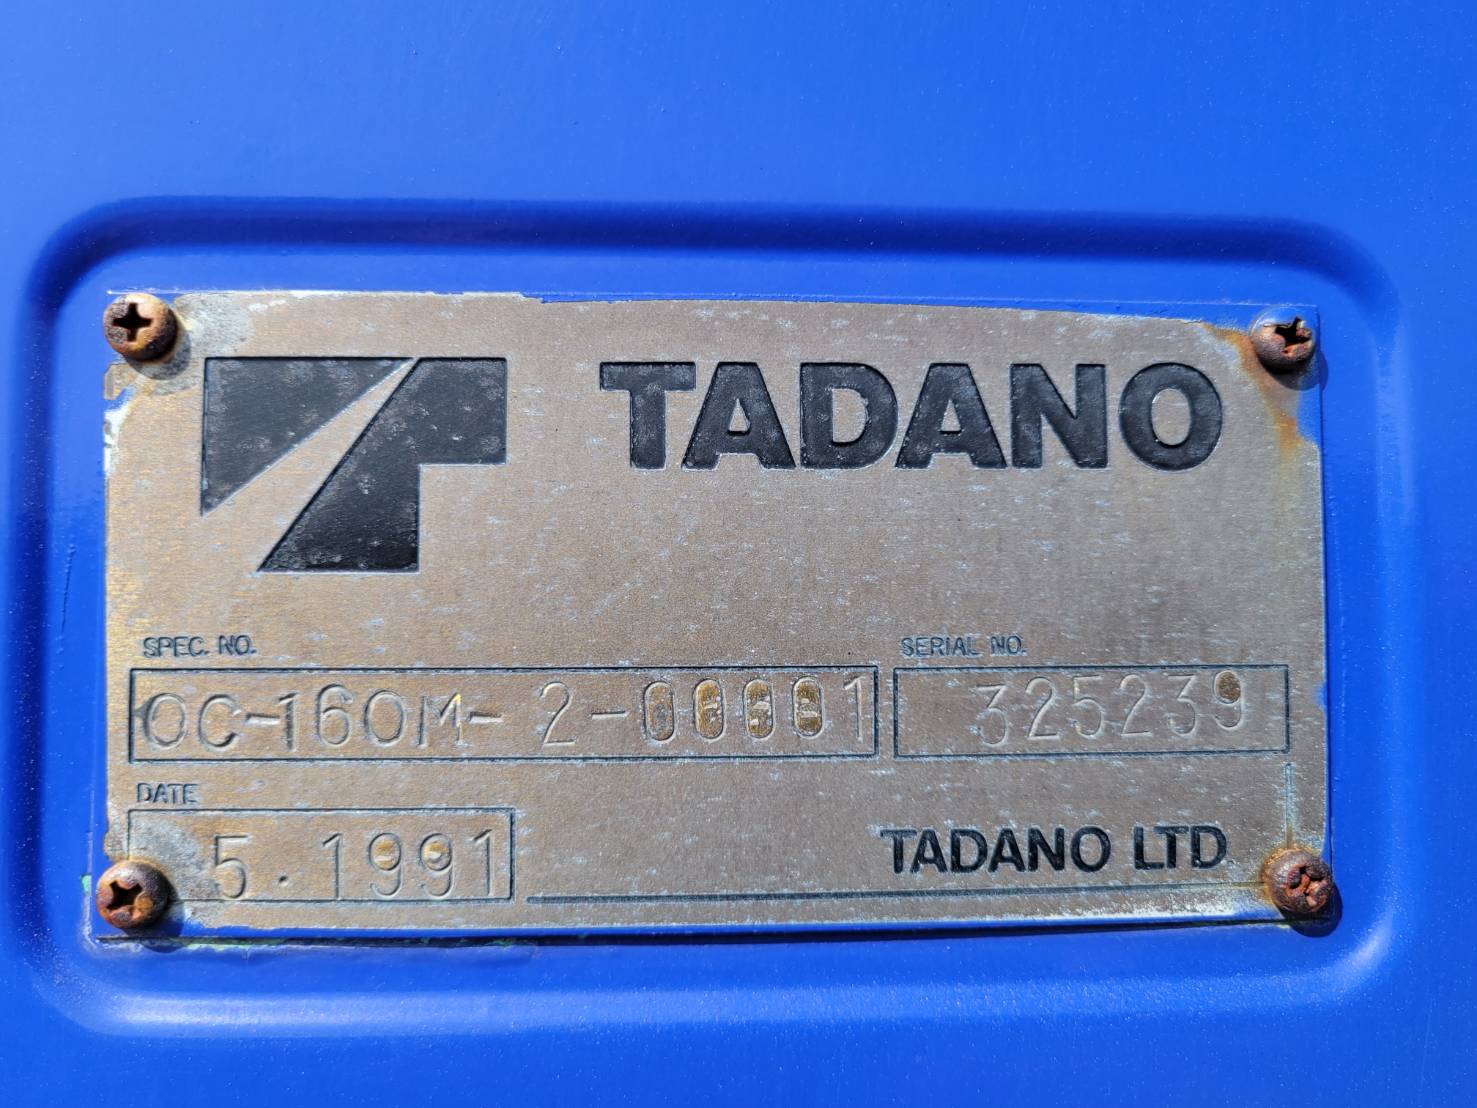 TADANO
SPEC. NO.
OC-160M-2-00001
SERIAL NO.
325239
DATE
5.1991
TADANO LTD.